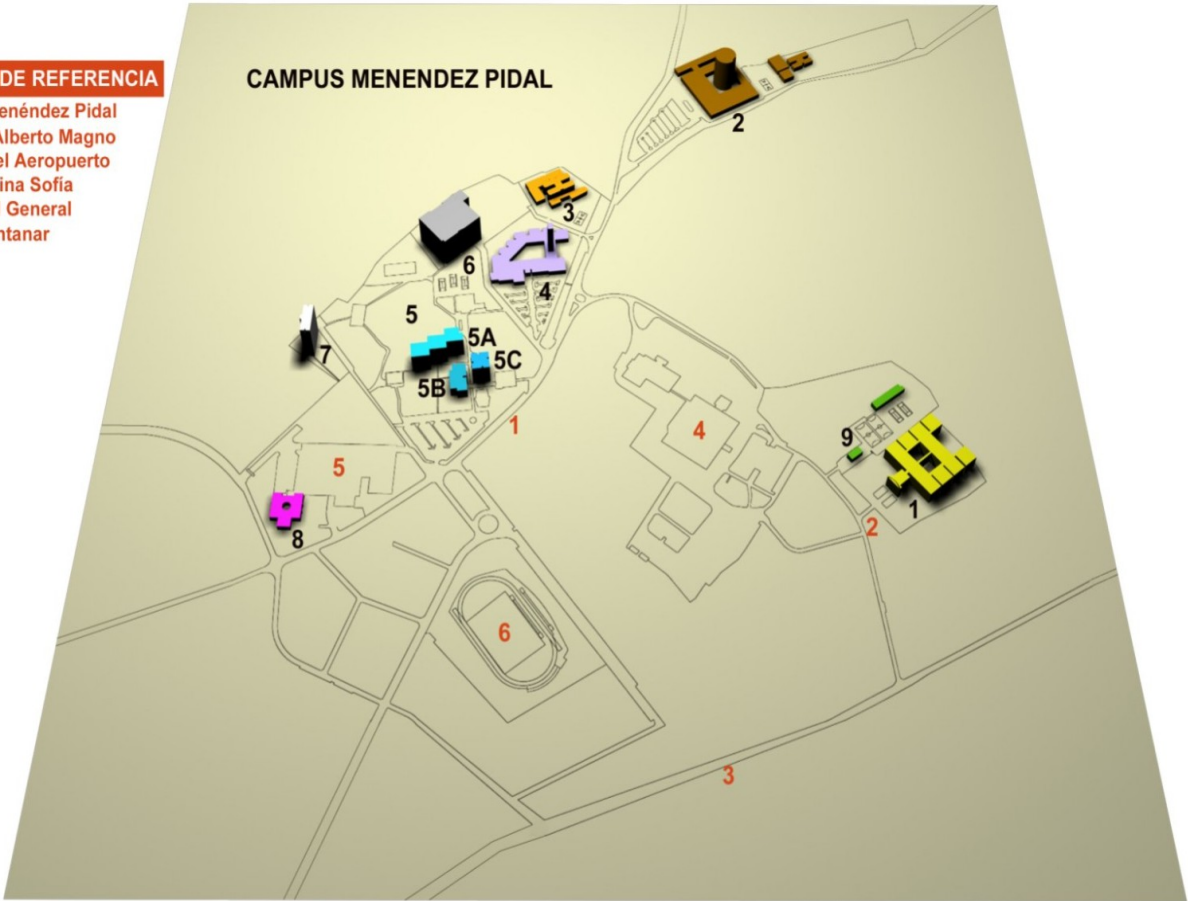 DE REFERENCIA
enéndez Pidal
Alberto Magno
el Aeropuerto
ina Sofía
l General
ntanar
CAMPUS MENENDEZ PIDAL
2
3
6
4
5
5A
7
5C
5B
1
4
9
5
1
2
8
6
3